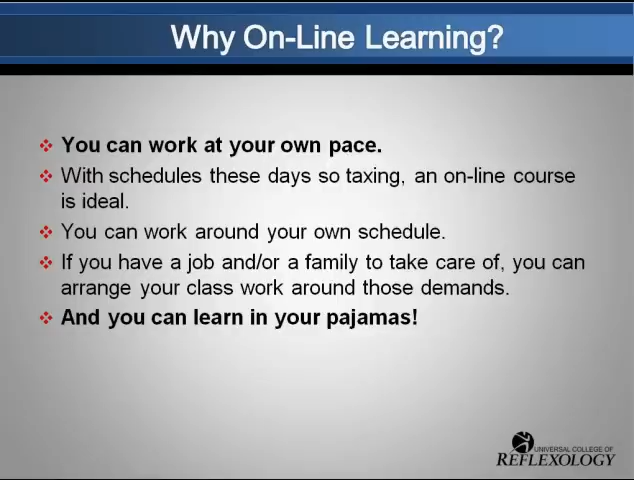 Why On-Line Learning?
You can work at your own pace.
With schedules these days so taxing, an on-line course
is ideal.
You can work around your own schedule.
If you have a job and/or a family to take care of, you can
arrange your class work around those demands.
And you can learn in your pajamas!
UNIVERSAL COLLEGE OF
REFLEXOLOGY